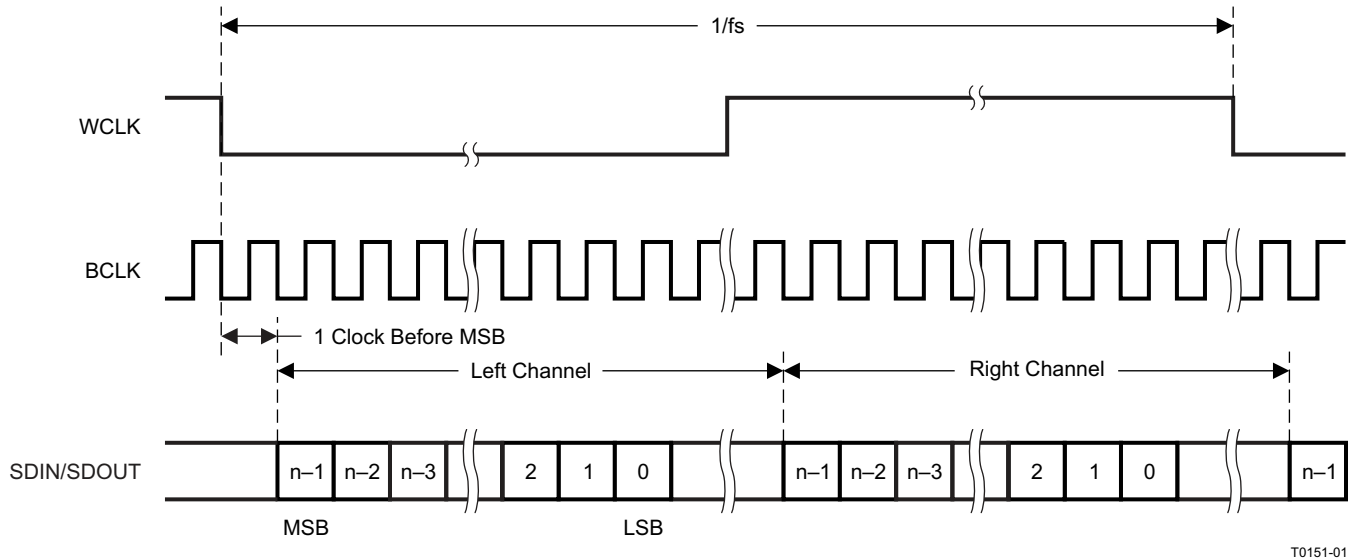 1/fs
WCLK
BCLK
1 Clock Before MSB
Left Channel
Right Channel
SDIN/SDOUT
n–1 n–2 n–3 2 1 0 n–1 n–2 n–3 2 1 0 n–1
MSB LSB
T0151-01